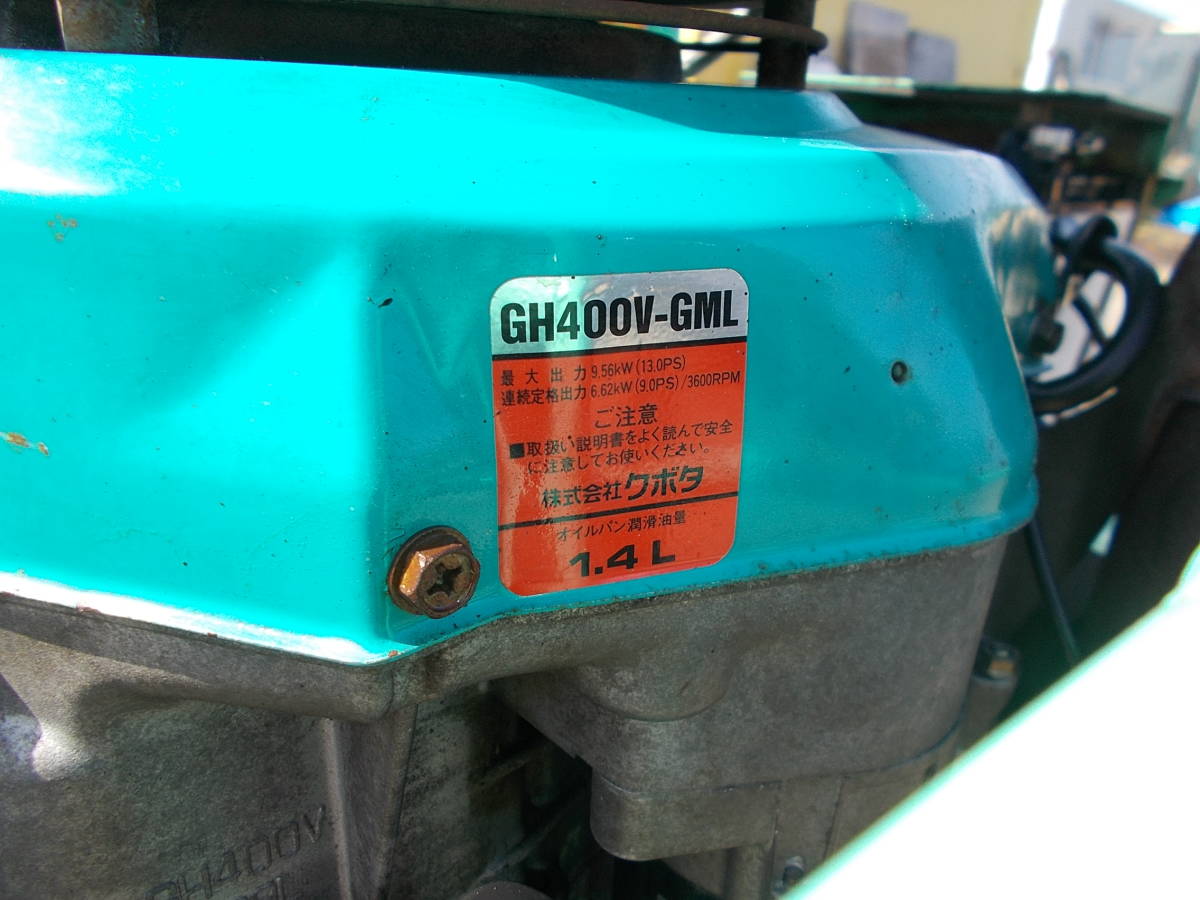 GH400V-GML
最大出力 9.56kW(13.0PS)
連続定格出力 6.62kW(9.0PS)/3600RPM
ご注意
■取扱い説明書をよく読んで安全
に注意してお使いください。
株式会社クボタ
オイルパン潤滑油量
1.4L
GH400V